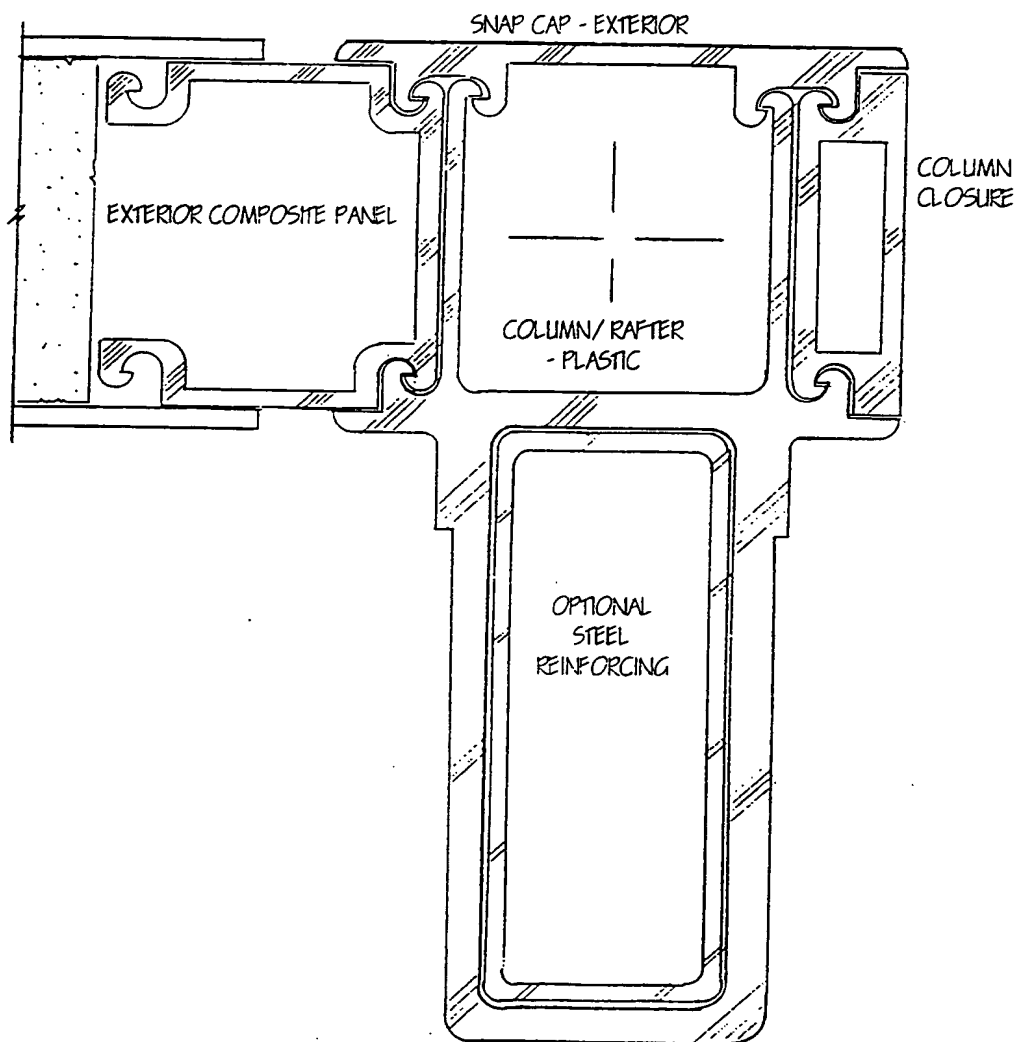 SNAP CAP - EXTERIOR
COLUMN
CLOSURE
EXTERIOR COMPOSITE PANEL
COLUMN/ RAFTER
- PLASTIC
OPTIONAL
STEEL
REINFORCING